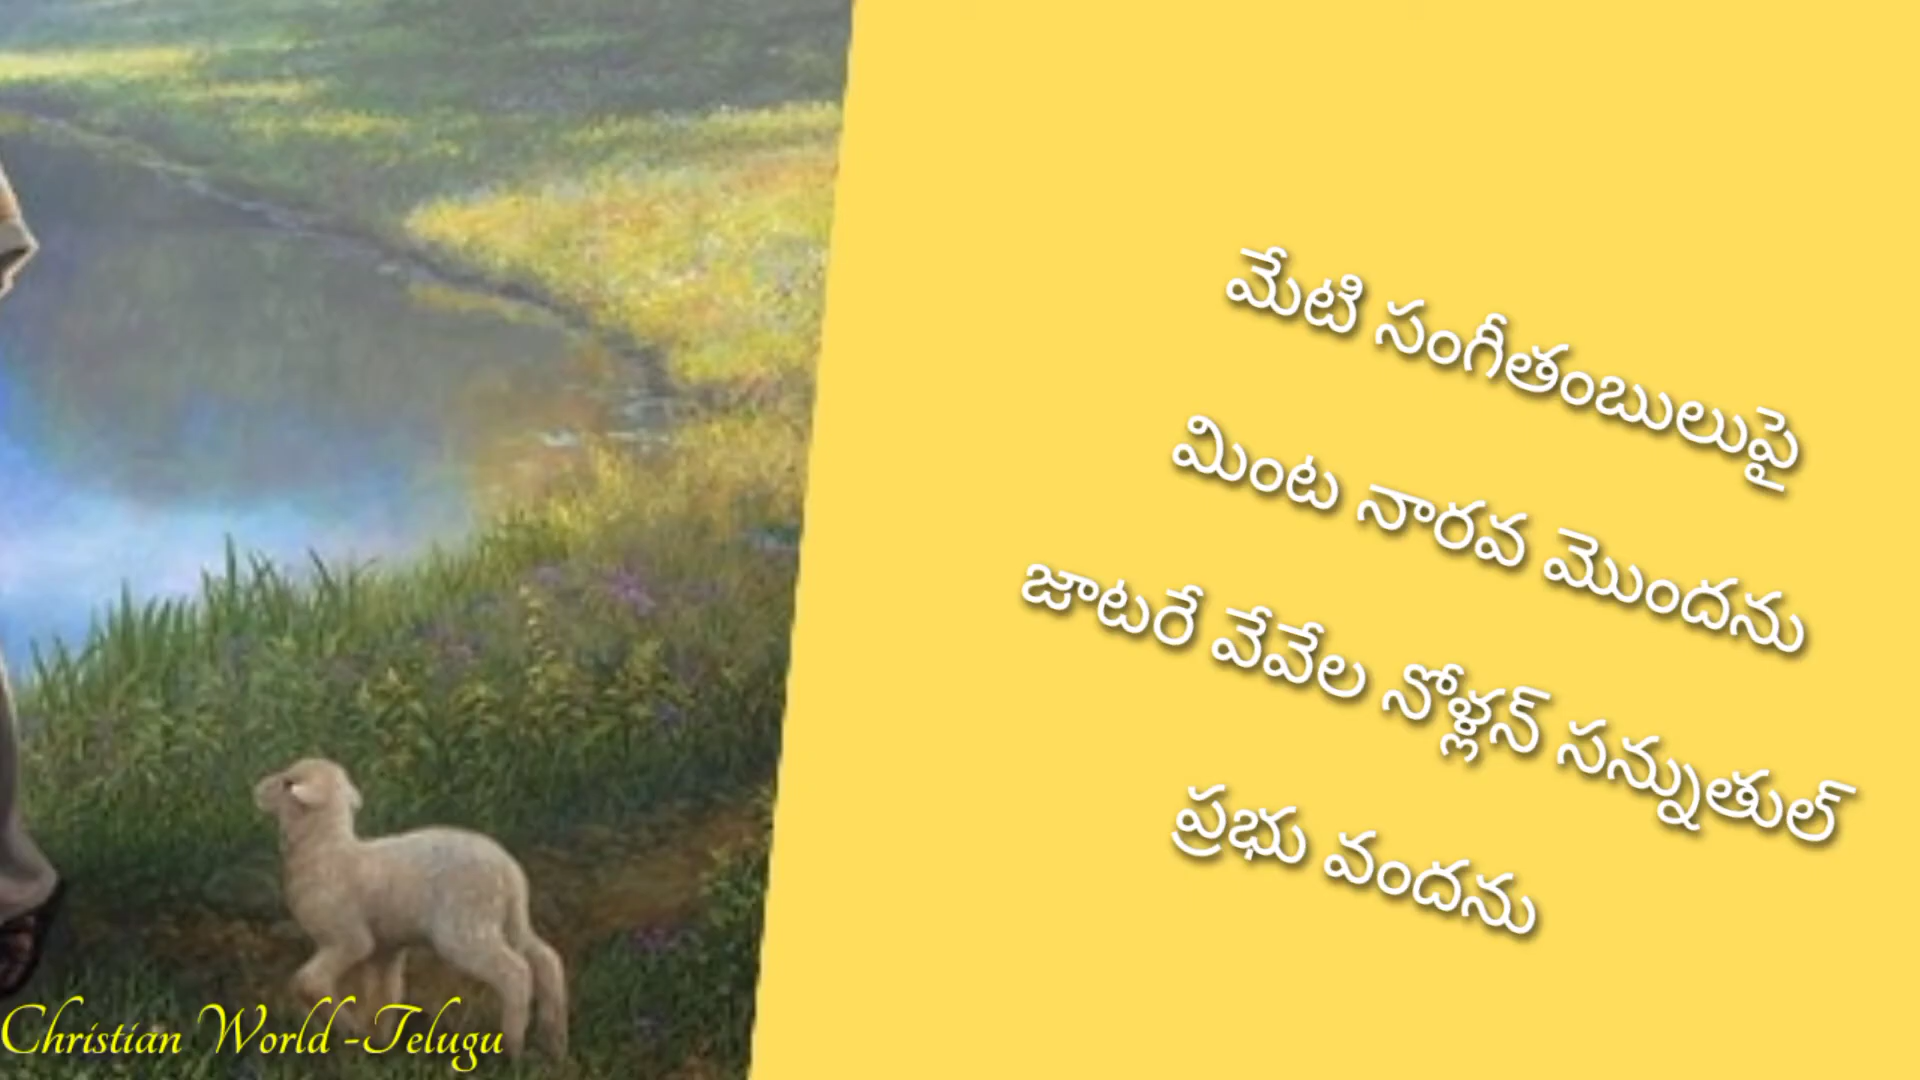 మేటి సంగీతంబులుపై
మింట నారవ మొందను
జాటరే వేవేల నోళ్లన్ సన్నుతుల్
ప్రభు వందను
Christian World -Telugu